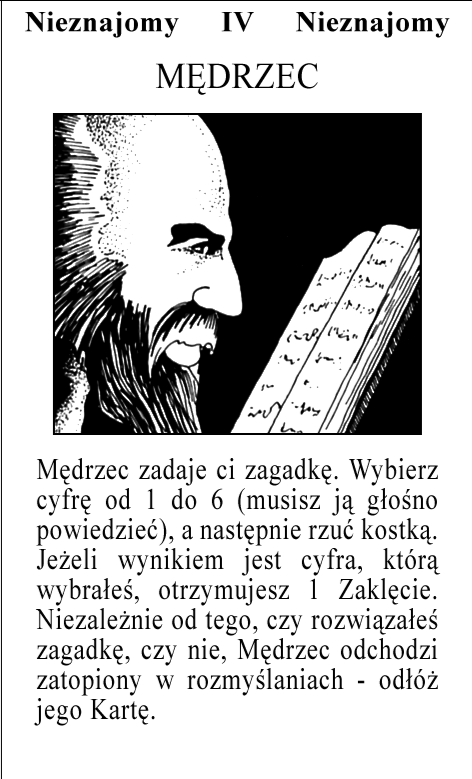 Nieznajomy IV Nieznajomy
MĘDRZEC
Mędrzec zadaje ci zagadkę. Wybierz
cyfrę od 1 do 6 (musisz ją głośno
powiedzieć), a następnie rzuć kostką.
Jeżeli wynikiem jest cyfra, którą
wybrałeś, otrzymujesz 1 Zaklęcie.
Niezależnie od tego, czy rozwiązałeś
zagadkę, czy nie, Mędrzec odchodzi
zatopiony w rozmyślaniach - odłóż
jego Kartę.